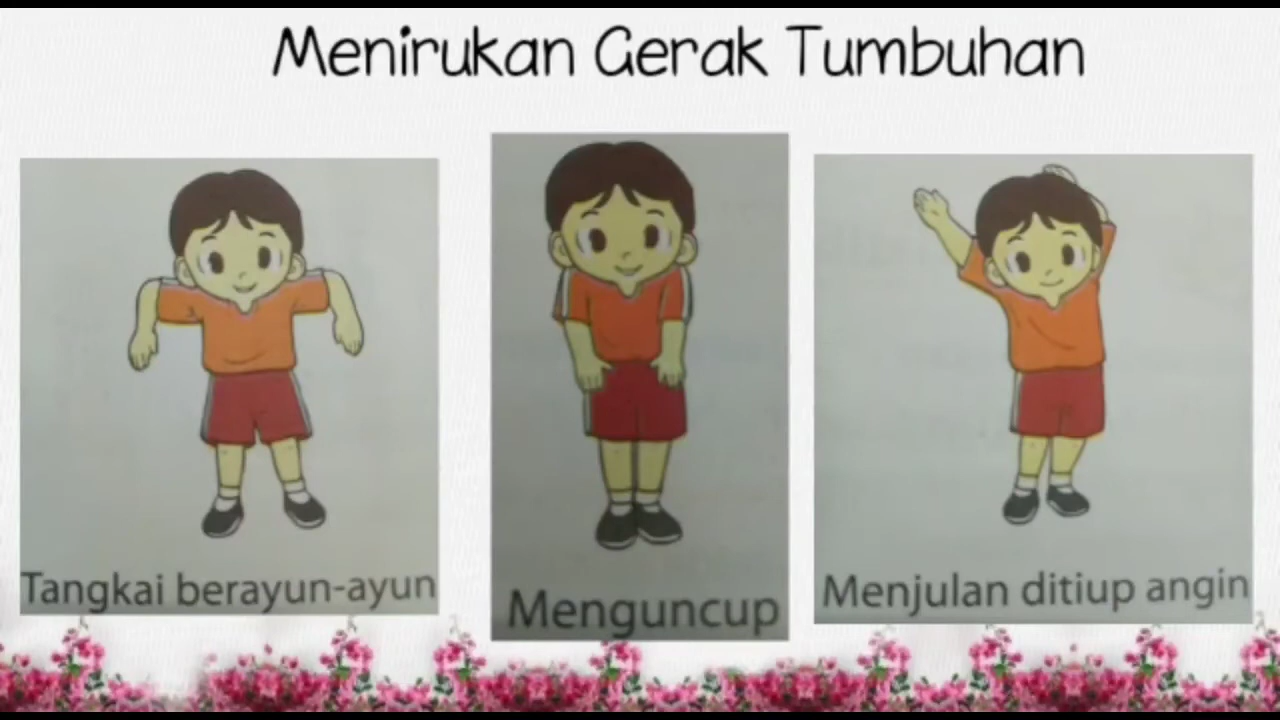 Menirukan Gerak Tumbuhan
Tangkai berayun-ayun
Menguncup
Menjulan ditiup angin